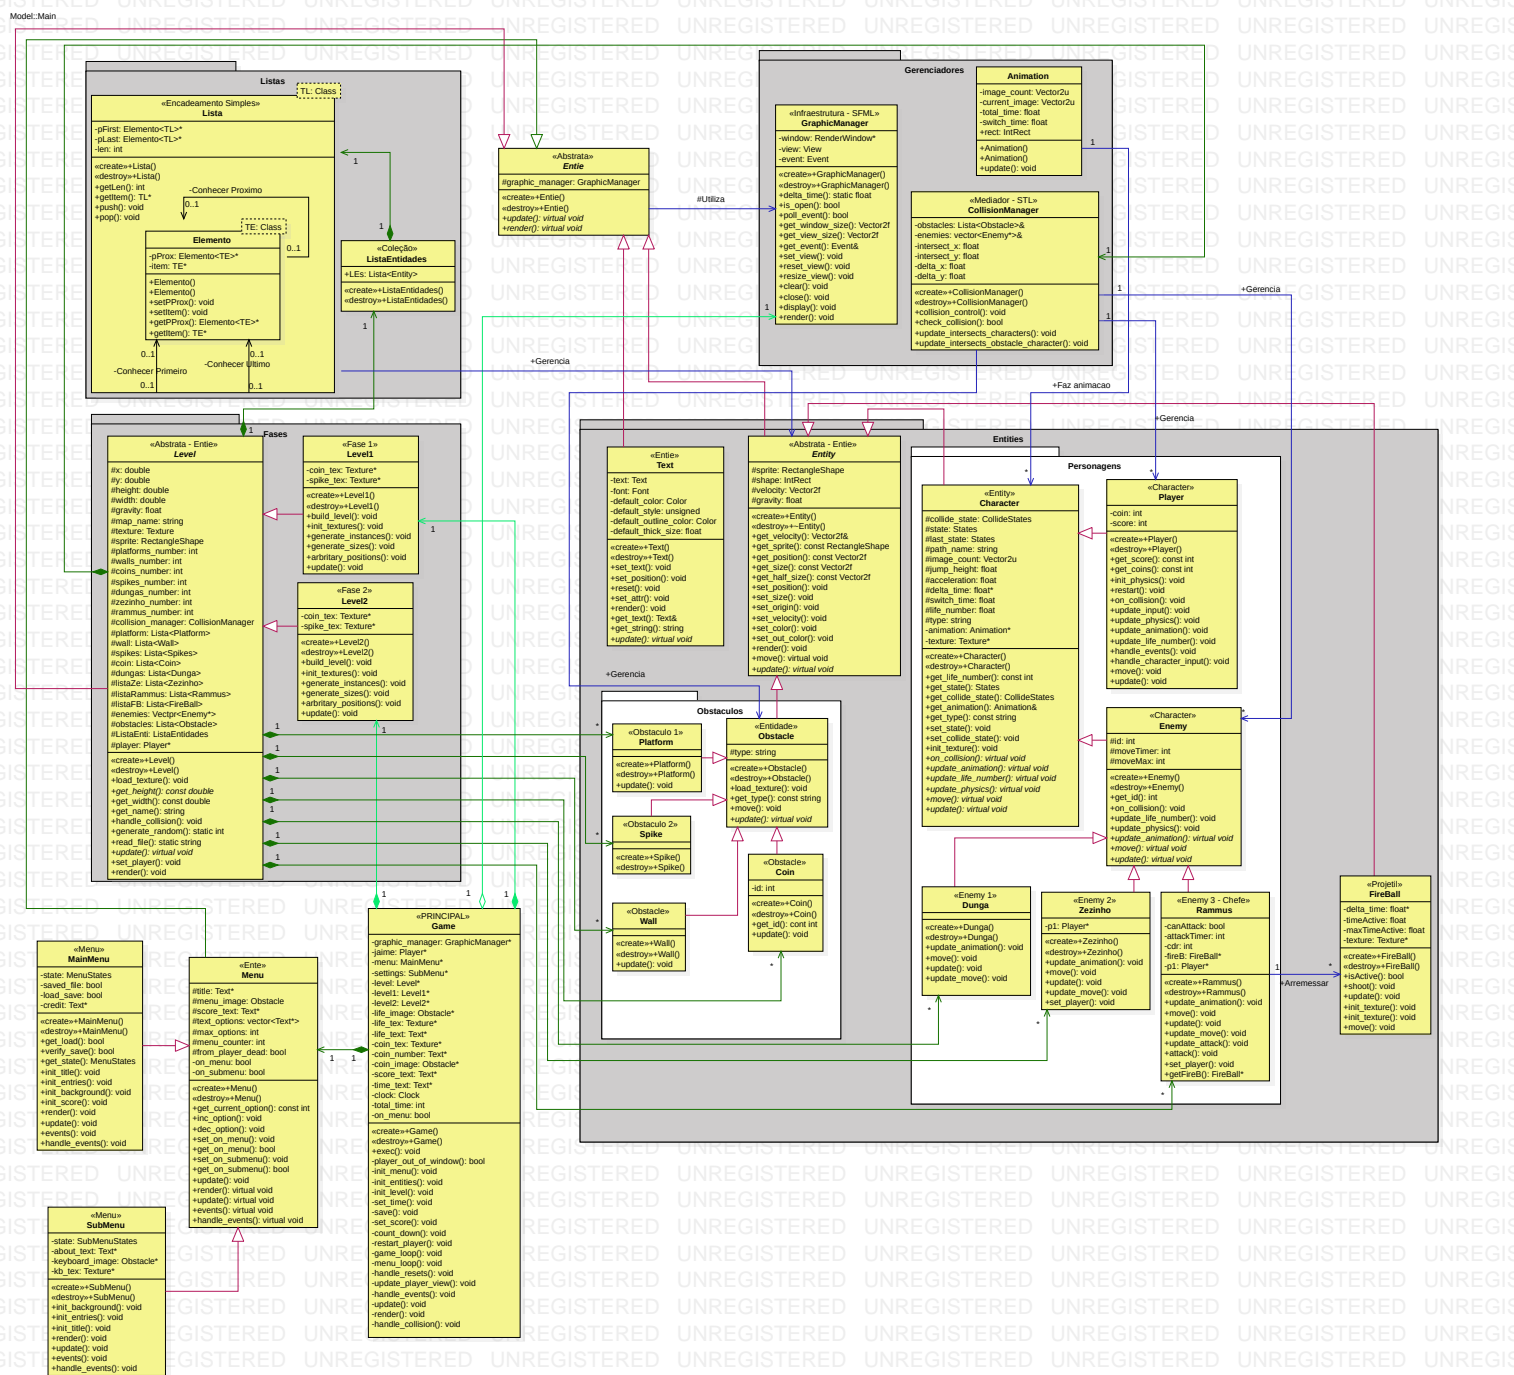 Model::Main
Listas
TL: Class
«Encadeamento Simples»
Lista
-pFirst: Elemento<TL>*
-pLast: Elemento<TL>*
-len: int
«create»+Lista()
«destroy»+Lista()
+getLen(): int
+getItem(): TL*
+push(): void
+pop(): void
-Conhecer Proximo
0..1
TE: Class
0..1
Elemento
-pProx: Elemento<TE>*
-item: TE*
+Elemento()
+Elemento()
+setPProx(): void
+setItem(): void
+getPProx(): Elemento<TE>*
+getItem(): TE*
0..1
0..1
-Conhecer Primeiro
-Conhecer Ultimo
0..1
0..1
1
1
«Coleção»
ListaEntidades
+LEs: Lista<Entity>
«create»+ListaEntidades()
«destroy»+ListaEntidades()
1
«Abstrata»
Entie
#graphic_manager: GraphicManager
«create»+Entie()
«destroy»+Entie()
+update(): virtual void
+render(): virtual void
#Utiliza
Gerenciadores
«Infraestrutura - SFML»
GraphicManager
-window: RenderWindow*
-view: View
-event: Event
«create»+GraphicManager()
«destroy»+GraphicManager()
+delta_time(): static float
+is_open(): bool
+poll_event(): bool
+get_window_size(): Vector2f
+get_view_size(): Vector2f
+get_event(): Event&
+set_view(): void
+reset_view(): void
+resize_view(): void
+clear(): void
+close(): void
+display(): void
+render(): void
1
Animation
-image_count: Vector2u
-current_image: Vector2u
-total_time: float
-switch_time: float
+rect: IntRect
+Animation()
+Animation()
+update(): void
1
«Mediador - STL»
CollisionManager
-obstacles: Lista<Obstacle>&
-enemies: vector<Enemy*>&
-intersect_x: float
-intersect_y: float
-delta_x: float
-delta_y: float
«create»+CollisionManager()
«destroy»+CollisionManager()
+collision_control(): void
+check_collision(): bool
+update_intersects_characters(): void
+update_intersects_obstacle_character(): void
1
1
+Gerencia
1
+Gerencia
+Faz animacao
+Gerencia
Fases
1
«Abstrata - Entie»
Level
#x: double
#y: double
#height: double
#width: double
#gravity: float
#map_name: string
#texture: Texture
#sprite: RectangleShape
#platforms_number: int
#walls_number: int
#coins_number: int
#spikes_number: int
#dungas_number: int
#zezinho_number: int
#rammus_number: int
#collision_manager: CollisionManager
#platform: Lista<Platform>
#wall: Lista<Wall>
#spikes: Lista<Spikes>
#coin: Lista<Coin>
#dungas: Lista<Dunga>
#listaZe: Lista<Zezinho>
#listaRammus: Lista<Rammus>
#listaFB: Lista<FireBall>
#enemies: Vectpr<Enemy*>
#obstacles: Lista<Obstacle>
#ListaEnti: ListaEntidades
#player: Player*
«create»+Level()
«destroy»+Level()
+load_texture(): void
+get_height(): const double
+get_width(): const double
+get_name(): string
+handle_collision(): void
+generate_random(): static int
+read_file(): static string
+update(): virtual void
+set_player(): void
+render(): void
«Fase 1»
Level1
-coin_tex: Texture*
-spike_tex: Texture*
«create»+Level1()
«destroy»+Level1()
+build_level(): void
+init_textures(): void
+generate_instances(): void
+generate_sizes(): void
+arbritary_positions(): void
+update(): void
1
«Fase 2»
Level2
-coin_tex: Texture*
-spike_tex: Texture*
«create»+Level2()
«destroy»+Level2()
+build_level(): void
+init_textures(): void
+generate_instances(): void
+generate_sizes(): void
+arbritary_positions(): void
+update(): void
1
1
1
1
1
1
1
1
Entities
«Entie»
Text
-text: Text
-font: Font
-default_color: Color
-default_style: unsigned
-default_outline_color: Color
-default_thick_size: float
«create»+Text()
«destroy»+Text()
+set_text(): void
+set_position(): void
+reset(): void
+set_attr(): void
+render(): void
+get_text(): Text&
+get_string(): string
+update(): virtual void
+Gerencia
«Abstrata - Entie»
Entity
#sprite: RectangleShape
#shape: IntRect
#velocity: Vector2f
#gravity: float
«create»+Entity()
«destroy»+~Entity()
+get_velocity(): Vector2f&
+get_sprite(): const RectangleShape
+get_position(): const Vector2f
+get_size(): const Vector2f
+get_half_size(): const Vector2f
+set_position(): void
+set_size(): void
+set_origin(): void
+set_velocity(): void
+set_color(): void
+set_out_color(): void
+render(): void
+move(): virtual void
+update(): virtual void
Personagens
*
*
«Entity»
Character
#collide_state: CollideStates
#state: States
#last_state: States
#path_name: string
#image_count: Vector2u
#jump_height: float
#acceleration: float
#delta_time: float*
#switch_time: float
#life_number: float
#type: string
-animation: Animation*
-texture: Texture*
«create»+Character()
«destroy»+Character()
+get_life_number(): const int
+get_state(): States
+get_collide_state(): CollideStates
+get_animation(): Animation&
+get_type(): const string
+set_state(): void
+set_collide_state(): void
+init_texture(): void
+on_collision(): virtual void
+update_animation(): virtual void
+update_life_number(): virtual void
+update_physics(): virtual void
+move(): virtual void
+update(): virtual void
«Character»
Player
-coin: int
-score: int
«create»+Player()
«destroy»+Player()
+get_score(): const int
+get_coins(): const int
+init_physics(): void
+restart(): void
+on_collision(): void
+update_input(): void
+update_physics(): void
+update_animation(): void
+update_life_number(): void
+handle_events(): void
+handle_character_input(): void
+move(): void
+update(): void
«Character»
Enemy
#id: int
#moveTimer: int
#moveMax: int
«create»+Enemy()
«destroy»+Enemy()
+get_id(): int
+on_collision(): void
+update_life_number(): void
+update_physics(): void
+update_animation(): virtual void
+move(): virtual void
+update(): virtual void
*
Obstaculos
*
«Obstaculo 1»
Platform
«create»+Platform()
«destroy»+Platform()
+update(): void
«Entidade»
Obstacle
#type: string
«create»+Obstacle()
«destroy»+Obstacle()
+load_texture(): void
+get_type(): const string
+move(): void
+update(): virtual void
*
«Obstaculo 2»
Spike
«create»+Spike()
«destroy»+Spike()
*
«Obstacle»
Wall
«create»+Wall()
«destroy»+Wall()
+update(): void
«Obstacle»
Coin
-id: int
«create»+Coin()
«destroy»+Coin()
+get_id(): cont int
+update(): void
*
«Enemy 1»
Dunga
«create»+Dunga()
«destroy»+Dunga()
+update_animation(): void
+move(): void
+update(): void
+update_move(): void
*
«Enemy 2»
Zezinho
-p1: Player*
«create»+Zezinho()
«destroy»+Zezinho()
+update_animation(): void
+move(): void
+update(): void
+update_move(): void
+set_player(): void
*
«Enemy 3 - Chefe»
Rammus
-canAttack: bool
-attackTimer: int
-cdr: int
-fireB: FireBall*
-p1: Player*
«create»+Rammus()
«destroy»+Rammus()
+update_animation(): void
+move(): void
+update(): void
+update_move(): void
+update_attack(): void
+attack(): void
+set_player(): void
+getFireB(): FireBall*
*
1
*
+Arremessar
«Projetil»
FireBall
-delta_time: float*
-timeActive: float
-maxTimeActive: float
-texture: Texture*
«create»+FireBall()
«destroy»+FireBall()
+isActive(): bool
+shoot(): void
+update(): void
+init_texture(): void
+init_texture(): void
+move(): void
«Menu»
MainMenu
-state: MenuStates
-saved_file: bool
-load_save: bool
-credit: Text*
«create»+MainMenu()
«destroy»+MainMenu()
+get_load(): bool
+verify_save(): bool
+get_state(): MenuStates
+init_title(): void
+init_entries(): void
+init_background(): void
+init_score(): void
+render(): void
+update(): void
+events(): void
+handle_events(): void
«Ente»
Menu
#title: Text*
#menu_image: Obstacle
#score_text: Text*
#text_options: vector<Text*>
#max_options: int
#menu_counter: int
#from_player_dead: bool
-on_menu: bool
-on_submenu: bool
«create»+Menu()
«destroy»+Menu()
+get_current_option(): const int
+inc_option(): void
+dec_option(): void
+set_on_menu(): void
+get_on_menu(): bool
+set_on_submenu(): void
+get_on_submenu(): bool
+update(): void
+render(): virtual void
+update(): virtual void
+events(): virtual void
+handle_events(): virtual void
1
1
1
1
1
«PRINCIPAL»
Game
-graphic_manager: GraphicManager*
-jaime: Player*
-menu: MainMenu*
-settings: SubMenu*
-level: Level*
-level1: Level1*
-level2: Level2*
-life_image: Obstacle*
-life_tex: Texture*
-life_text: Text*
-coin_tex: Texture*
-coin_number: Text*
-coin_image: Obstacle*
-score_text: Text*
-time_text: Text*
-clock: Clock
-total_time: int
-on_menu: bool
«create»+Game()
«destroy»+Game()
+exec(): void
-player_out_of_window(): bool
-init_menu(): void
-init_entities(): void
-init_level(): void
-set_time(): void
-save(): void
-set_score(): void
-count_down(): void
-restart_player(): void
-game_loop(): void
-menu_loop(): void
-handle_resets(): void
-update_player_view(): void
-handle_events(): void
-update(): void
-render(): void
-handle_collision(): void
«Menu»
SubMenu
-state: SubMenuStates
-about_text: Text*
-keyboard_image: Obstacle*
-kb_tex: Texture*
«create»+SubMenu()
«destroy»+SubMenu()
+init_background(): void
+init_entries(): void
+init_title(): void
+render(): void
+update(): void
+events(): void
+handle_events(): void